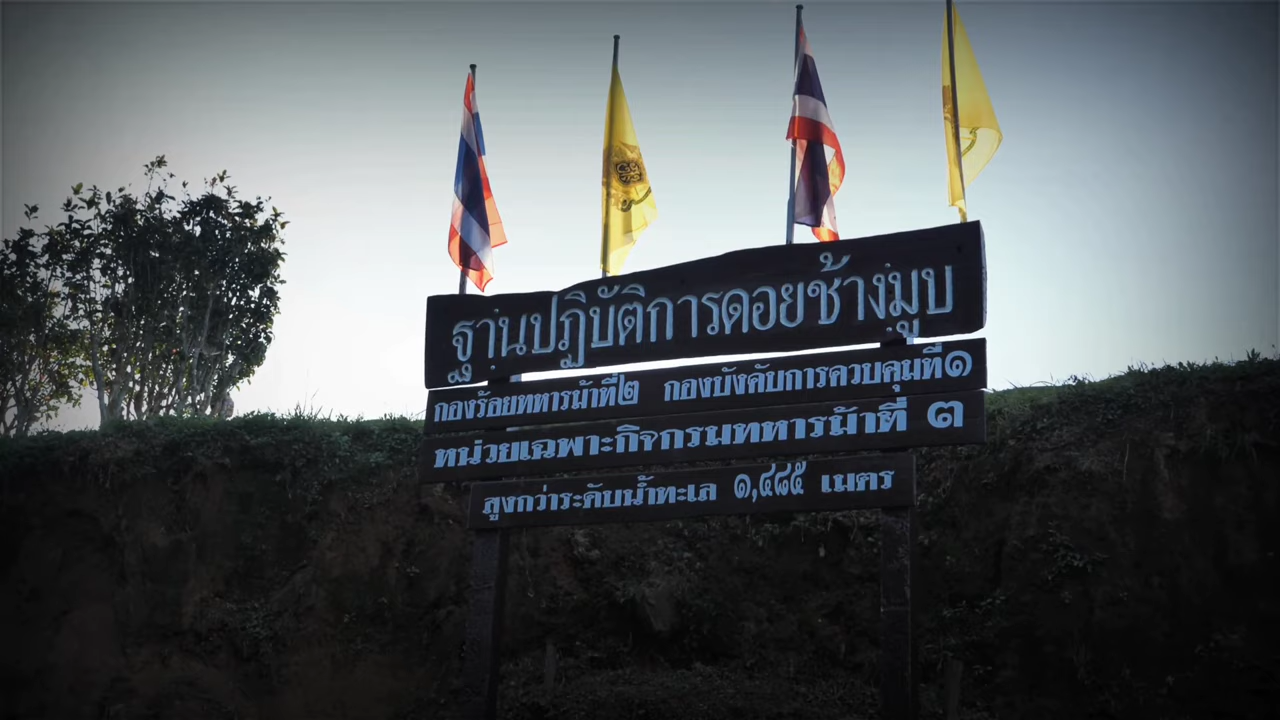 ฐานปฏิบัติการดอยช้างมูบ
กองร้อยทหารม้าที่๒ กองบังคับการควบคุมที่๑
หน่วยเฉพาะกิจกรมทหารม้าที่ ๓
สูงกว่าระดับน้ำทะเล ๑,๔๘๕ เมตร